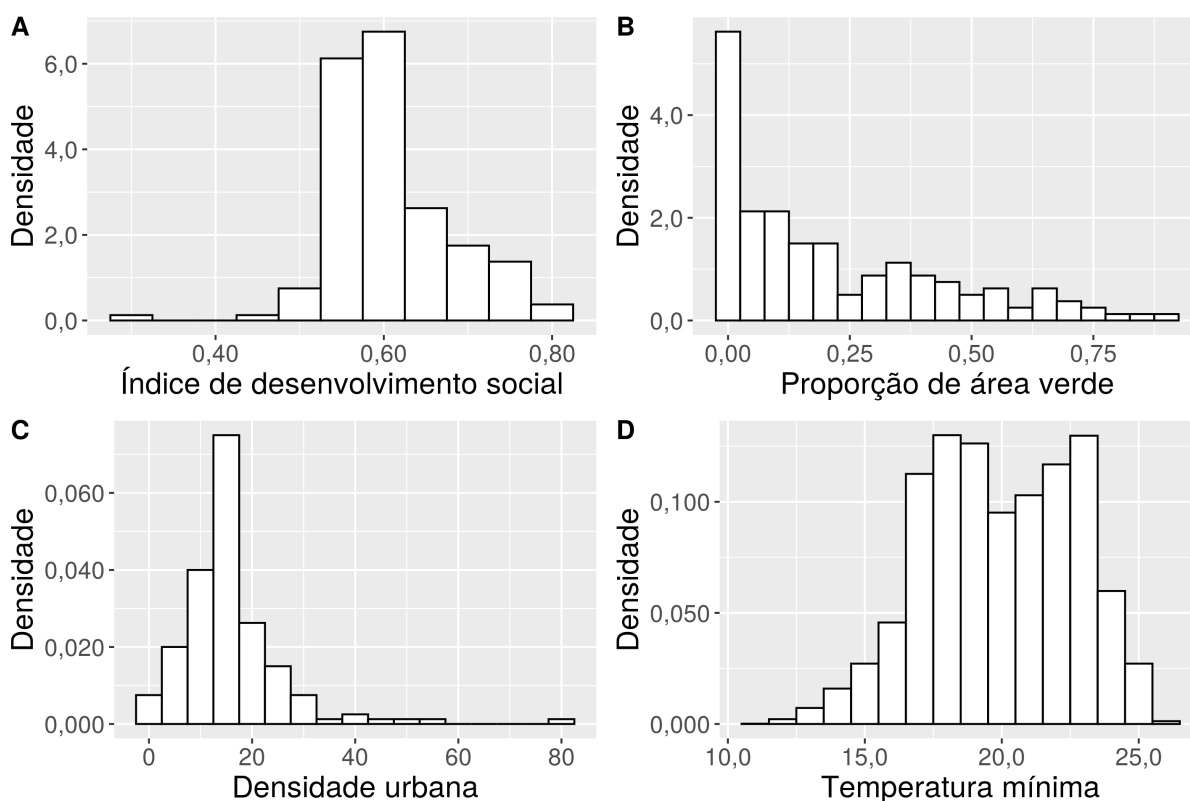 A
Densidade
6,0
4,0
2,0
0,0
0,40 0,60 0,80
Índice de desenvolvimento social
B
Densidade
4,0
2,0
0,0
0,00 0,25 0,50 0,75
Proporção de área verde
C
Densidade
0,060
0,040
0,020
0,000
0 20 40 60 80
Densidade urbana
D
Densidade
0,100
0,050
0,000
10,0 15,0 20,0 25,0
Temperatura mínima